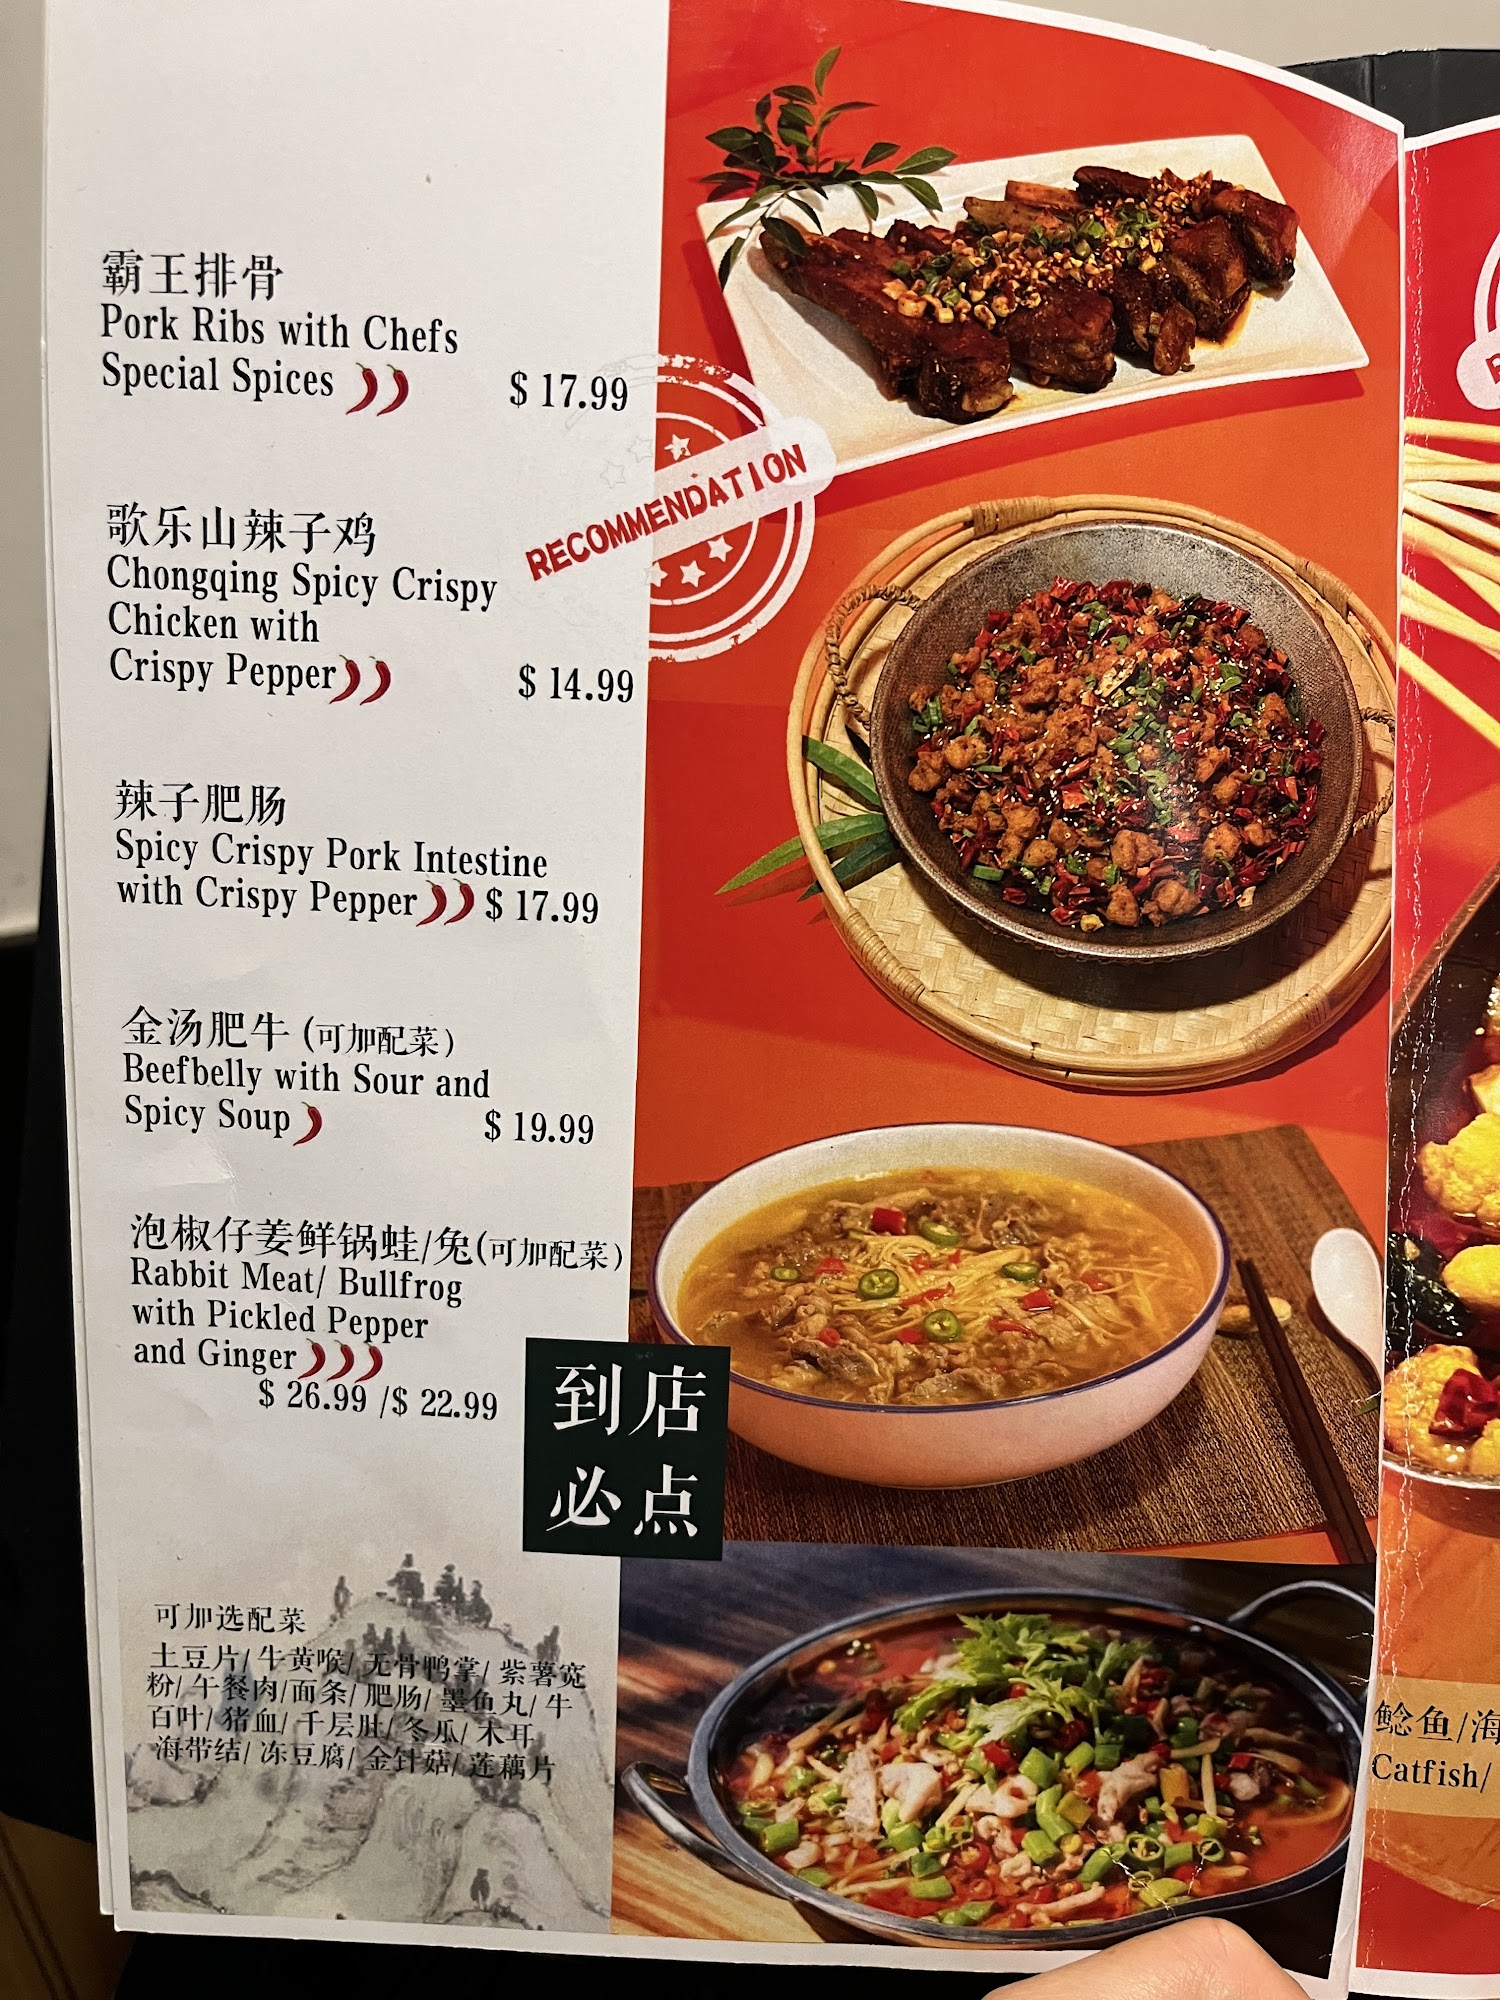 霸王排骨
Pork Ribs with Chefs
Special Spices
$ 17.99
RECOMMENDATION
歌乐山辣子鸡
Chongqing Spicy Crispy
Chicken with
Crispy Pepper
$ 14.99
辣子肥肠
Spicy Crispy Pork Intestine
with Crispy Pepper $ 17.99
金汤肥牛 (可加配菜)
Beefbelly with Sour and
Spicy Soup
$ 19.99
泡椒仔姜鲜锅蛙/兔(可加配菜)
Rabbit Meat/ Bullfrog
with Pickled Pepper
and Ginger
$ 26.99 /$ 22.99
到店
必点
可加选配菜
土豆片/ 牛黄喉/ 无骨鸭掌/ 紫薯宽
粉/ 午餐肉/面条/ 肥肠/ 墨鱼丸/ 牛
百叶/ 猪血/ 千层肚/ 冬瓜/ 木耳
海带结/ 冻豆腐/ 金针菇/ 莲藕片
鲶鱼/海
Catfish/